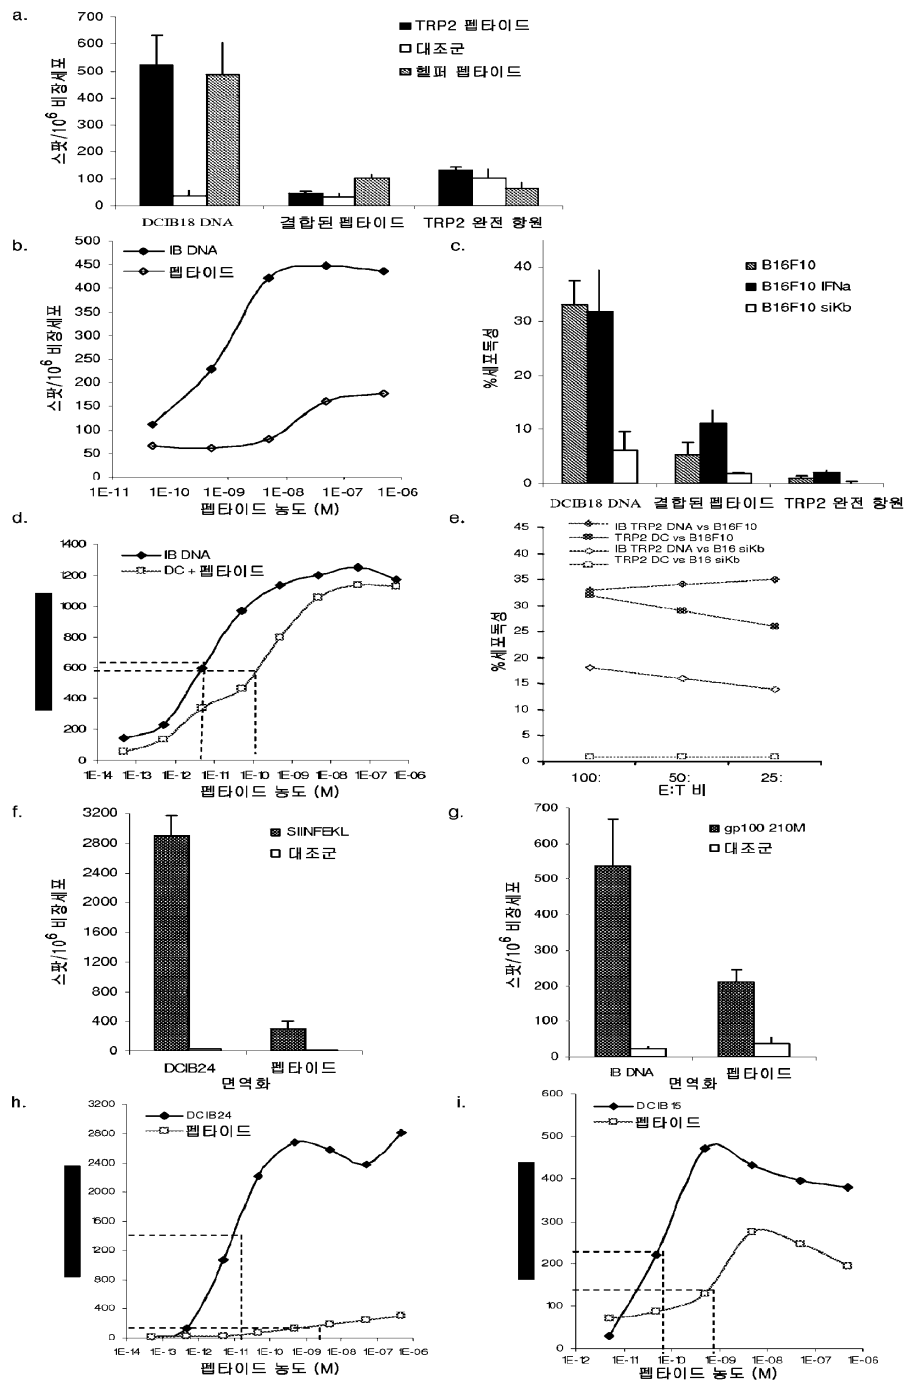 a.
700
600
500
400
300
200
100
0
스팟/10⁶ 비장세포
TRP2 펩타이드
대조군
헬퍼 펩타이드
DCIB18 DNA
결합된 펩타이드
TRP2 완전 항원
b.
450
400
350
300
250
200
150
100
50
0
스팟/10⁶ 비장세포
IB DNA
펩타이드
1E-11
1E-10
1E-09
1E-08
1E-07
1E-06
펩타이드 농도 (M)
c.
40
30
20
10
0
%세포독성
B16F10
B16F10 IFNa
B16F10 siKb
DCIB18 DNA
결합된 펩타이드
TRP2 완전 항원
d.
1400
1200
1000
800
600
400
200
0
IB DNA
DC + 펩타이드
1E-14
1E-13
1E-12
1E-11
1E-10
1E-09
1E-08
1E-07
1E-06
펩타이드 농도 (M)
e.
45
40
35
30
25
20
15
10
5
0
%세포독성
IB TRP2 DNA vs B16F10
TRP2 DC vs B16F10
IB TRP2 DNA vs B16 siKb
TRP2 DC vs B16 siKb
100:
50:
25:
E:T 비
f.
3200
2800
2400
2000
1600
1200
800
400
0
스팟/10⁶ 비장세포
SIINFEKL
대조군
DCIB24
펩타이드
면역화
g.
700
600
500
400
300
200
100
0
스팟/10⁶ 비장세포
gp100 210M
대조군
IB DNA
펩타이드
면역화
h.
3200
2800
2400
2000
1600
1200
800
400
0
DCIB24
펩타이드
1E-14
1E-13
1E-12
1E-11
1E-10
1E-09
1E-08
1E-07
1E-06
펩타이드 농도 (M)
i.
600
500
400
300
200
100
0
DCIB15
펩타이드
1E-12
1E-11
1E-10
1E-09
1E-08
1E-07
1E-06
펩타이드 농도 (M)